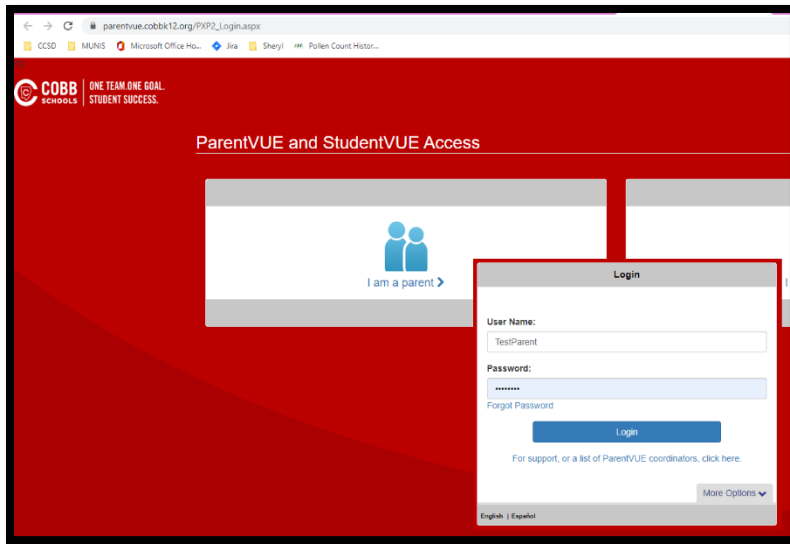 parentvue.cobbk12.org/PXP2_Login.aspx
CCSD MUNIS Microsoft Office Ho... Jira Sheryl Pollen Count Histor...
COBB
SCHOOLS
ONE TEAM.ONE GOAL.
STUDENT SUCCESS.
ParentVUE and StudentVUE Access
I am a parent
I
Login
User Name:
TestParent
Password:
••••••••
Forgot Password
Login
For support, or a list of ParentVUE coordinators, click here.
More Options
English | Español